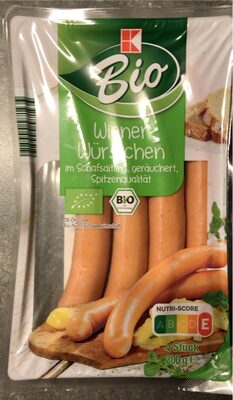 K
Bio
Wiener
Würstchen
im Schafsaitling, geräuchert,
Spitzenqualität
BIO
NUTRI-SCORE
A B C D E
4 Stück
200 g e